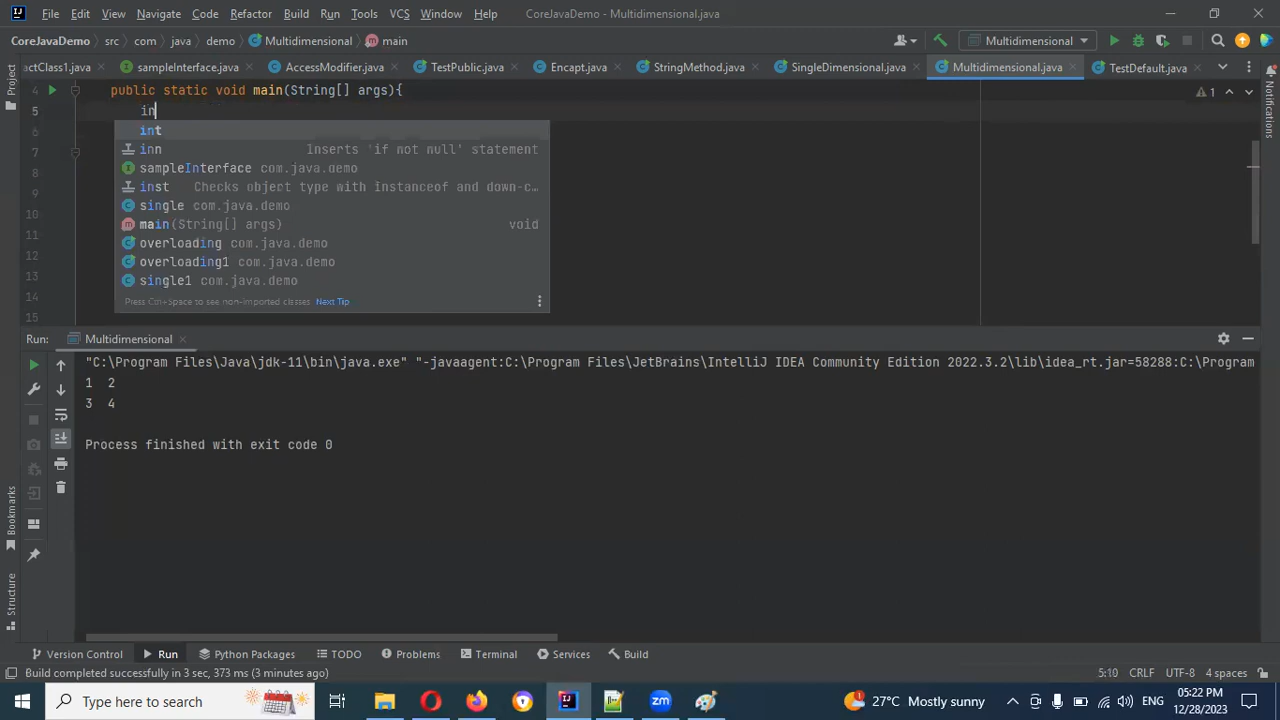 File Edit View Navigate Code Refactor Build Run Tools VCS Window Help CoreJavaDemo - Multidimensional.java
CoreJavaDemo src com java demo Multidimensional main Multidimensional
actClass1.java sampleInterface.java AccessModifier.java TestPublic.java Encapt.java StringMethod.java SingleDimensional.java Multidimensional.java TestDefault.java
Project
Notifications
4 public static void main(String[] args){
1
5 in
6 int
inn Inserts 'if not null' statement
7
8 sampleInterface com.java.demo
9 inst Checks object type with instanceof and down-c…
10 single com.java.demo
11 main(String[] args) void
12 overloading com.java.demo
13 overloading1 com.java.demo
14 single1 com.java.demo
15 Press Ctrl+Space to see non-imported classes Next Tip
Run: Multidimensional
"C:\Program Files\Java\jdk-11\bin\java.exe" "-javaagent:C:\Program Files\JetBrains\IntelliJ IDEA Community Edition 2022.3.2\lib\idea_rt.jar=58288:C:\Program
1 2
3 4
Process finished with exit code 0
Bookmarks
Structure
Version Control Run Python Packages TODO Problems Terminal Services Build
Build completed successfully in 3 sec, 373 ms (3 minutes ago) 5:10 CRLF UTF-8 4 spaces
Type here to search
27°C Mostly sunny ENG 05:22 PM
12/28/2023